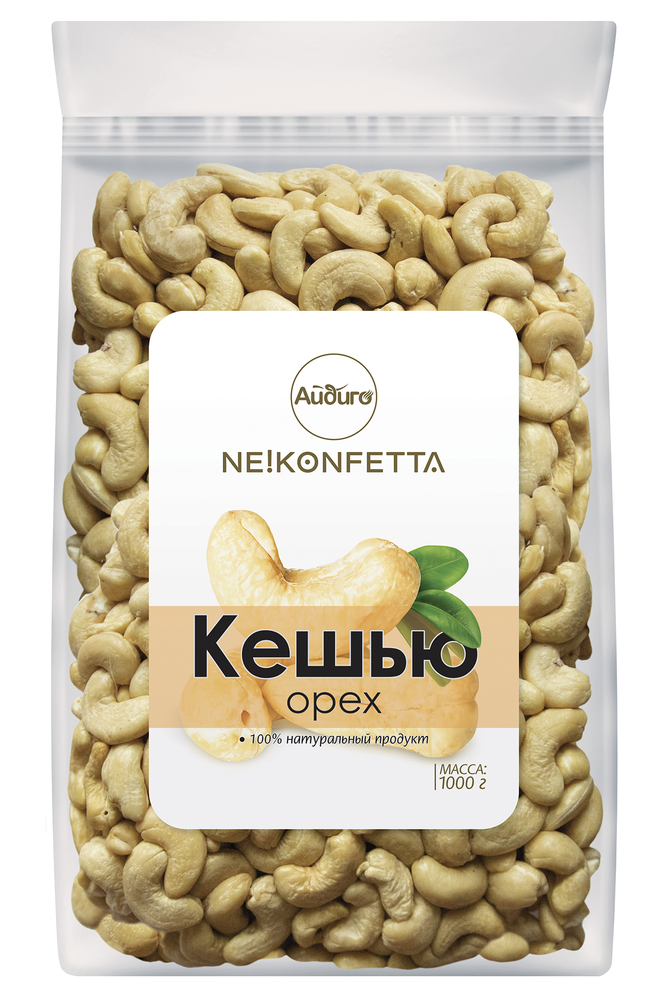 Айдиго
NE!KONFETTA
Кешью
орех
• 100% натуральный продукт
МАССА:
1000 г